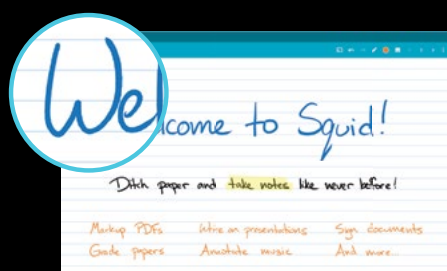 Welcome to Squid!
Ditch paper and take notes like never before!
Markup PDFs Write on presentations Sign documents
Grade papers Annotate music And more...